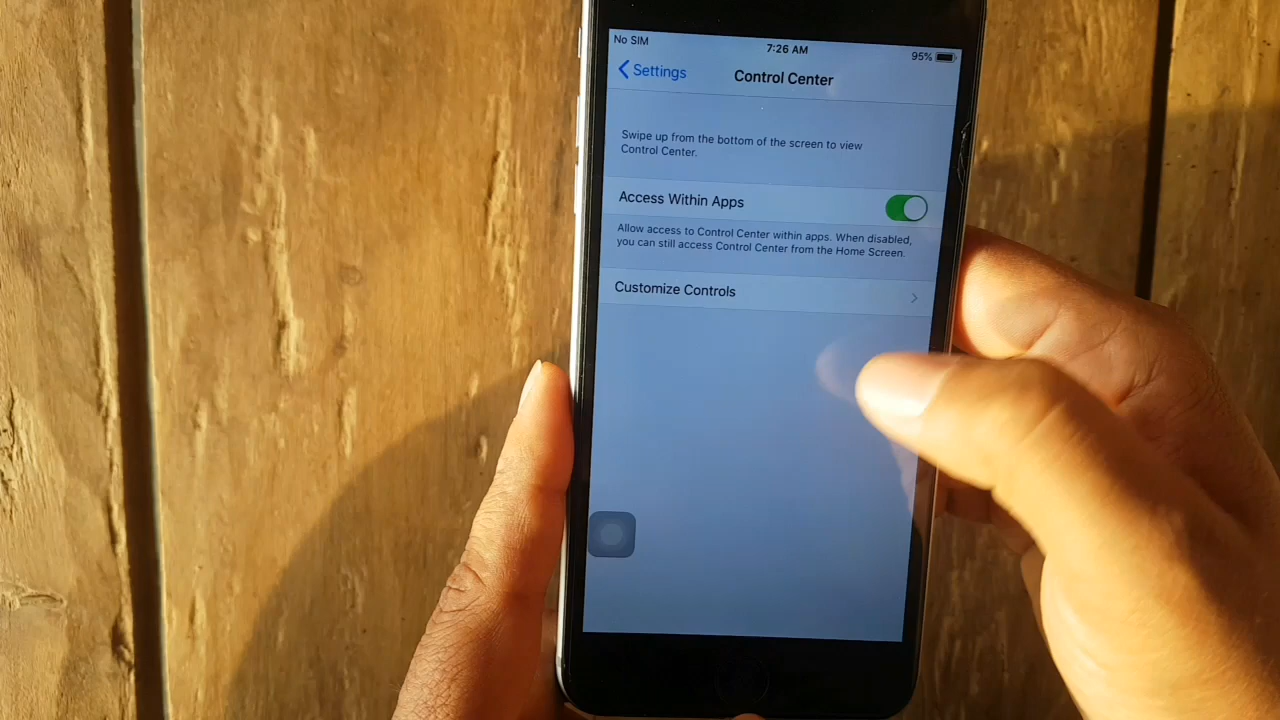 No SIM
7:26 AM
95%
Settings
Control Center
Swipe up from the bottom of the screen to view
Control Center.
Access Within Apps
Allow access to Control Center within apps. When disabled,
you can still access Control Center from the Home Screen.
Customize Controls